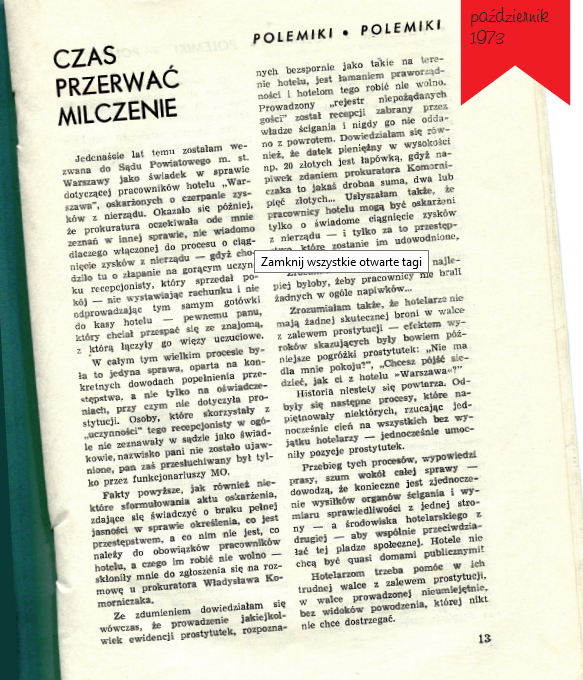 październik
1973
POLEMIKI • POLEMIKI
CZAS
PRZERWAĆ
MILCZENIE
Jedenaście lat temu zostałam we-
zwana do Sądu Powiatowego m. st.
Warszawy jako świadek w sprawie
dotyczącej pracowników hotelu „War-
szawa”, oskarżonych o czerpanie zys-
ków z nierządu. Okazało się później,
że prokuratura oczekiwała ode mnie
zeznań w innej sprawie, nie wiadomo
dlaczego włączonej do procesu o ciąg-
nięcie zysków z nierządu — gdyż cho-
dziło tu o złapanie na gorącym uczyn-
ku recepcjonisty, który sprzedał po-
kój — nie wystawiając rachunku i nie
odprowadzając tym samym gotówki
do kasy hotelu — pewnemu panu,
który chciał przespać się ze znajomą,
z którą łączyły go więzy uczuciowe.
W całym tym wielkim procesie by-
ła to jedyna sprawa, oparta na kon-
kretnych dowodach popełnienia prze-
stępstwa, a nie tylko na oświadcze-
niach, przy czym nie dotyczyła pro-
stytucji. Osoby, które skorzystały z
„uczynności” tego recepcjonisty w ogó-
le nie zeznawały w sądzie jako świad-
kowie, nazwisko pani nie zostało ujaw-
nione, pan zaś przesłuchiwany był tyl-
ko przez funkcjonariuszy MO.
Fakty powyższe, jak również nie-
które sformułowania aktu oskarżenia,
zdające się świadczyć o braku pełnej
jasności w sprawie określenia, co jest
przestępstwem, a co nim nie jest, co
należy do obowiązków pracowników
hotelu, a czego im robić nie wolno —
skłoniły mnie do zgłoszenia się na roz-
mowę u prokuratora Władysława Ko-
morniczaka.
Ze zdumieniem dowiedziałam się
wówczas, że prowadzenie jakiejkol-
wiek ewidencji prostytutek, rozpozna-
nych bezspornie jako takie na tere-
nie hotelu, jest łamaniem praworząd-
ności i hotelom tego robić nie wolno.
Prowadzony „rejestr niepożądanych
gości” został recepcji zabrany przez
władze ścigania i nigdy go nie odda-
no z powrotem. Dowiedziałam się rów-
nież, że datek pieniężny w wysokości
np. 20 złotych jest łapówką, gdyż na-
piwek zdaniem prokuratora Komorni-
czaka to jakaś drobna suma, dwa lub
pięć złotych... Usłyszałam także, że
pracownicy hotelu mogą być oskarżeni
tylko o świadome ciągnięcie zysków
z nierządu — i tylko za to przestęp-
które zostanie im udowodnione,
Zamknij wszystkie otwarte tagi
najle-
piej byłoby, żeby pracownicy nie brali
żadnych w ogóle napiwków...
Zrozumiałam także, że hotelarze nie
mają żadnej skutecznej broni w walce
z zalewem prostytucji — efektem wy-
roków skazujących były bowiem póź-
niejsze pogróżki prostytutek: „Nie ma
dla mnie pokoju?”, „Chcesz pójść sie-
dzieć, jak ci z hotelu »Warszawa«?”
Historia niestety się powtarza. Od-
były się następne procesy, które na-
piętnowały niektórych, rzucając jed-
nocześnie cień na wszystkich bez wy-
jątku hotelarzy — jednocześnie umoc-
niły pozycje prostytutek.
Przebieg tych procesów, wypowiedzi
prasy, szum wokół całej sprawy —
dowodzą, że konieczne jest zjednocze-
nie wysiłków organów ścigania i wy-
miaru sprawiedliwości z jednej stro-
ny — a środowiska hotelarskiego z
drugiej — aby wspólnie przeciwdzia-
łać tej pladze społecznej. Hotele nie
chcą być quasi domami publicznymi!
Hotelarzom trzeba pomóc w ich
trudnej walce z zalewem prostytucji,
w walce prowadzonej nieumiejętnie,
bez widoków powodzenia, której nikt
nie chce dostrzegać.
13